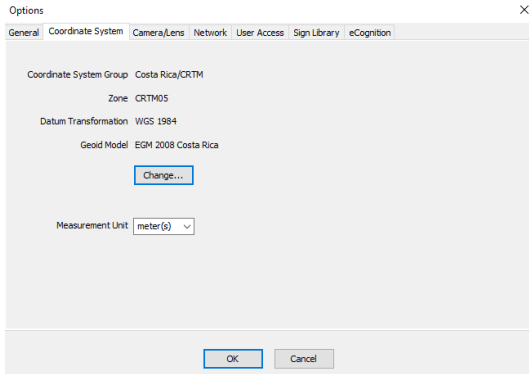 Options
General Coordinate System Camera/Lens Network User Access Sign Library eCognition
Coordinate System Group Costa Rica/CRTM
Zone CRTM05
Datum Transformation WGS 1984
Geoid Model EGM 2008 Costa Rica
Change...
Measurement Unit meter(s)
OK Cancel